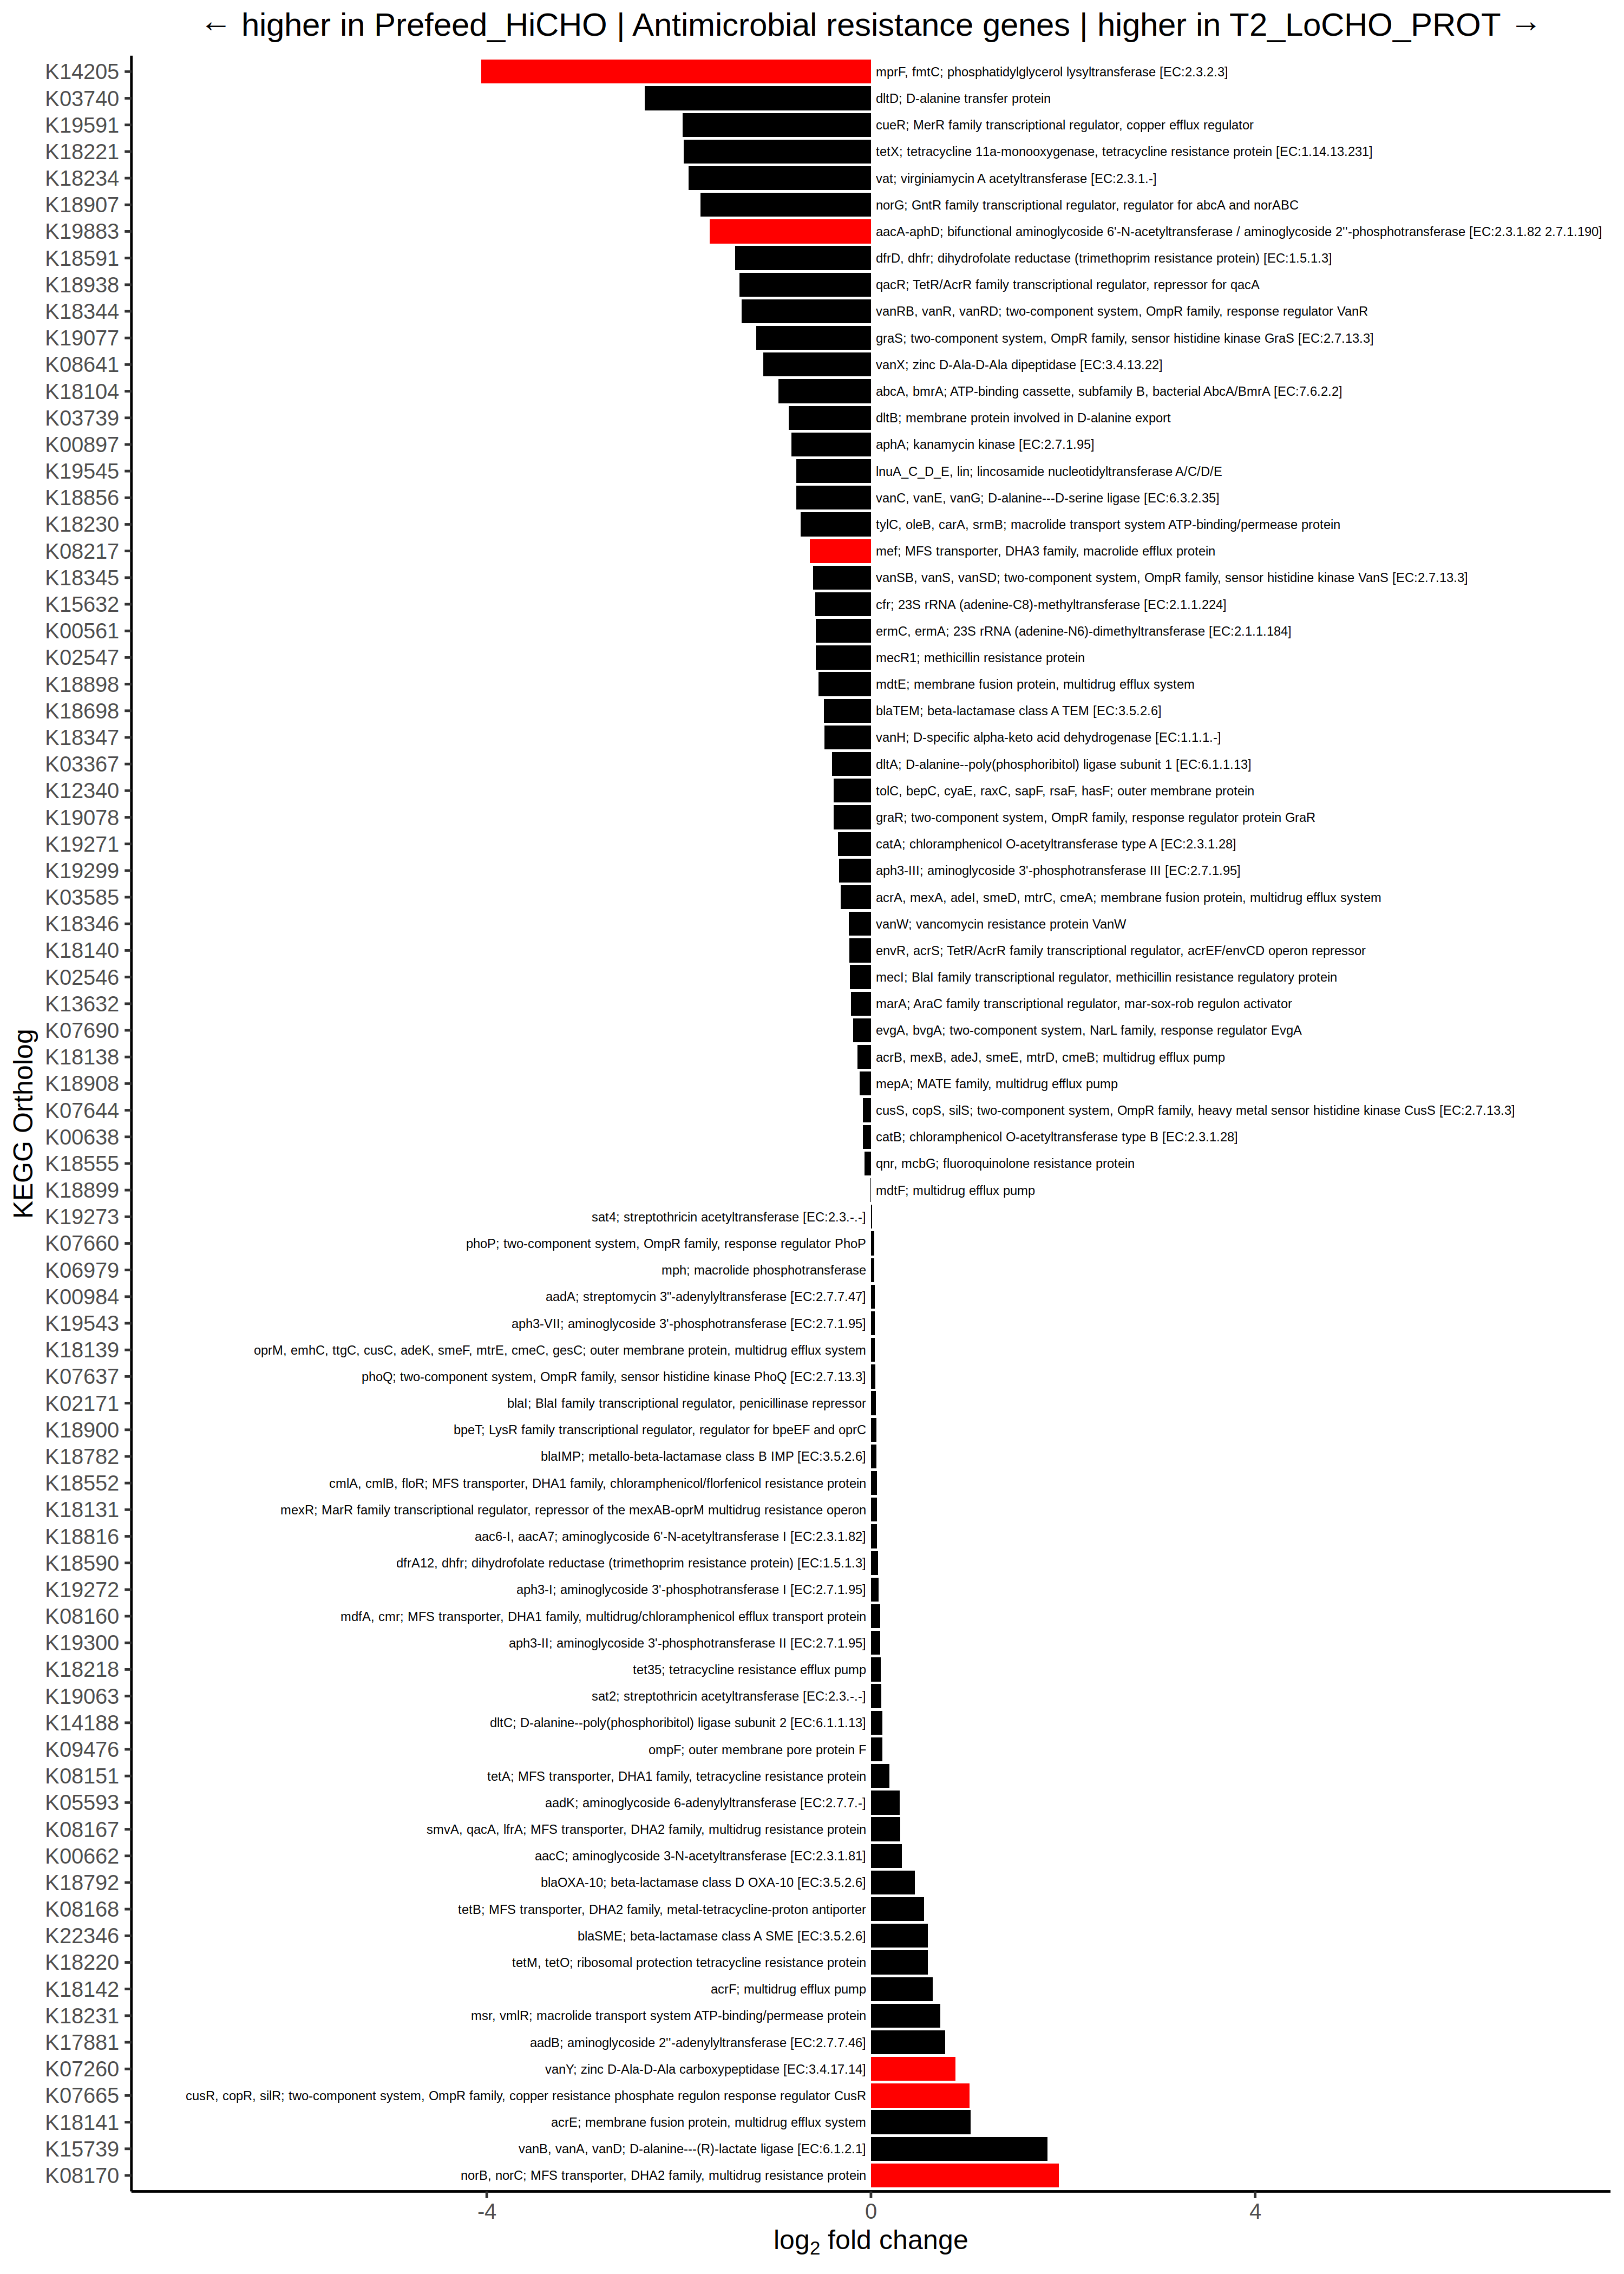 ← higher in Prefeed_HiCHO | Antimicrobial resistance genes | higher in T2_LoCHO_PROT →
K14205 mprF, fmtC; phosphatidylglycerol lysyltransferase [EC:2.3.2.3]
K03740 dltD; D-alanine transfer protein
K19591 cueR; MerR family transcriptional regulator, copper efflux regulator
K18221 tetX; tetracycline 11a-monooxygenase, tetracycline resistance protein [EC:1.14.13.231]
K18234 vat; virginiamycin A acetyltransferase [EC:2.3.1.-]
K18907 norG; GntR family transcriptional regulator, regulator for abcA and norABC
K19883 aacA-aphD; bifunctional aminoglycoside 6'-N-acetyltransferase / aminoglycoside 2''-phosphotransferase [EC:2.3.1.82 2.7.1.190]
K18591 dfrD, dhfr; dihydrofolate reductase (trimethoprim resistance protein) [EC:1.5.1.3]
K18938 qacR; TetR/AcrR family transcriptional regulator, repressor for qacA
K18344 vanRB, vanR, vanRD; two-component system, OmpR family, response regulator VanR
K19077 graS; two-component system, OmpR family, sensor histidine kinase GraS [EC:2.7.13.3]
K08641 vanX; zinc D-Ala-D-Ala dipeptidase [EC:3.4.13.22]
K18104 abcA, bmrA; ATP-binding cassette, subfamily B, bacterial AbcA/BmrA [EC:7.6.2.2]
K03739 dltB; membrane protein involved in D-alanine export
K00897 aphA; kanamycin kinase [EC:2.7.1.95]
K19545 lnuA_C_D_E, lin; lincosamide nucleotidyltransferase A/C/D/E
K18856 vanC, vanE, vanG; D-alanine---D-serine ligase [EC:6.3.2.35]
K18230 tylC, oleB, carA, srmB; macrolide transport system ATP-binding/permease protein
K08217 mef; MFS transporter, DHA3 family, macrolide efflux protein
K18345 vanSB, vanS, vanSD; two-component system, OmpR family, sensor histidine kinase VanS [EC:2.7.13.3]
K15632 cfr; 23S rRNA (adenine-C8)-methyltransferase [EC:2.1.1.224]
K00561 ermC, ermA; 23S rRNA (adenine-N6)-dimethyltransferase [EC:2.1.1.184]
K02547 mecR1; methicillin resistance protein
K18898 mdtE; membrane fusion protein, multidrug efflux system
K18698 blaTEM; beta-lactamase class A TEM [EC:3.5.2.6]
K18347 vanH; D-specific alpha-keto acid dehydrogenase [EC:1.1.1.-]
K03367 dltA; D-alanine--poly(phosphoribitol) ligase subunit 1 [EC:6.1.1.13]
K12340 tolC, bepC, cyaE, raxC, sapF, rsaF, hasF; outer membrane protein
K19078 graR; two-component system, OmpR family, response regulator protein GraR
K19271 catA; chloramphenicol O-acetyltransferase type A [EC:2.3.1.28]
K19299 aph3-III; aminoglycoside 3'-phosphotransferase III [EC:2.7.1.95]
K03585 acrA, mexA, adeI, smeD, mtrC, cmeA; membrane fusion protein, multidrug efflux system
K18346 vanW; vancomycin resistance protein VanW
K18140 envR, acrS; TetR/AcrR family transcriptional regulator, acrEF/envCD operon repressor
K02546 mecI; BlaI family transcriptional regulator, methicillin resistance regulatory protein
K13632 marA; AraC family transcriptional regulator, mar-sox-rob regulon activator
K07690 evgA, bvgA; two-component system, NarL family, response regulator EvgA
K18138 acrB, mexB, adeJ, smeE, mtrD, cmeB; multidrug efflux pump
K18908 mepA; MATE family, multidrug efflux pump
K07644 cusS, copS, silS; two-component system, OmpR family, heavy metal sensor histidine kinase CusS [EC:2.7.13.3]
K00638 catB; chloramphenicol O-acetyltransferase type B [EC:2.3.1.28]
K18555 qnr, mcbG; fluoroquinolone resistance protein
K18899 mdtF; multidrug efflux pump
K19273 sat4; streptothricin acetyltransferase [EC:2.3.-.-]
K07660 phoP; two-component system, OmpR family, response regulator PhoP
K06979 mph; macrolide phosphotransferase
K00984 aadA; streptomycin 3"-adenylyltransferase [EC:2.7.7.47]
K19543 aph3-VII; aminoglycoside 3'-phosphotransferase [EC:2.7.1.95]
K18139 oprM, emhC, ttgC, cusC, adeK, smeF, mtrE, cmeC, gesC; outer membrane protein, multidrug efflux system
K07637 phoQ; two-component system, OmpR family, sensor histidine kinase PhoQ [EC:2.7.13.3]
K02171 blaI; BlaI family transcriptional regulator, penicillinase repressor
K18900 bpeT; LysR family transcriptional regulator, regulator for bpeEF and oprC
K18782 blaIMP; metallo-beta-lactamase class B IMP [EC:3.5.2.6]
K18552 cmlA, cmlB, floR; MFS transporter, DHA1 family, chloramphenicol/florfenicol resistance protein
K18131 mexR; MarR family transcriptional regulator, repressor of the mexAB-oprM multidrug resistance operon
K18816 aac6-I, aacA7; aminoglycoside 6'-N-acetyltransferase I [EC:2.3.1.82]
K18590 dfrA12, dhfr; dihydrofolate reductase (trimethoprim resistance protein) [EC:1.5.1.3]
K19272 aph3-I; aminoglycoside 3'-phosphotransferase I [EC:2.7.1.95]
K08160 mdfA, cmr; MFS transporter, DHA1 family, multidrug/chloramphenicol efflux transport protein
K19300 aph3-II; aminoglycoside 3'-phosphotransferase II [EC:2.7.1.95]
K18218 tet35; tetracycline resistance efflux pump
K19063 sat2; streptothricin acetyltransferase [EC:2.3.-.-]
K14188 dltC; D-alanine--poly(phosphoribitol) ligase subunit 2 [EC:6.1.1.13]
K09476 ompF; outer membrane pore protein F
K08151 tetA; MFS transporter, DHA1 family, tetracycline resistance protein
K05593 aadK; aminoglycoside 6-adenylyltransferase [EC:2.7.7.-]
K08167 smvA, qacA, lfrA; MFS transporter, DHA2 family, multidrug resistance protein
K00662 aacC; aminoglycoside 3-N-acetyltransferase [EC:2.3.1.81]
K18792 blaOXA-10; beta-lactamase class D OXA-10 [EC:3.5.2.6]
K08168 tetB; MFS transporter, DHA2 family, metal-tetracycline-proton antiporter
K22346 blaSME; beta-lactamase class A SME [EC:3.5.2.6]
K18220 tetM, tetO; ribosomal protection tetracycline resistance protein
K18142 acrF; multidrug efflux pump
K18231 msr, vmlR; macrolide transport system ATP-binding/permease protein
K17881 aadB; aminoglycoside 2''-adenylyltransferase [EC:2.7.7.46]
K07260 vanY; zinc D-Ala-D-Ala carboxypeptidase [EC:3.4.17.14]
K07665 cusR, copR, silR; two-component system, OmpR family, copper resistance phosphate regulon response regulator CusR
K18141 acrE; membrane fusion protein, multidrug efflux system
K15739 vanB, vanA, vanD; D-alanine---(R)-lactate ligase [EC:6.1.2.1]
K08170 norB, norC; MFS transporter, DHA2 family, multidrug resistance protein
KEGG Ortholog
-4 0 4
log2 fold change